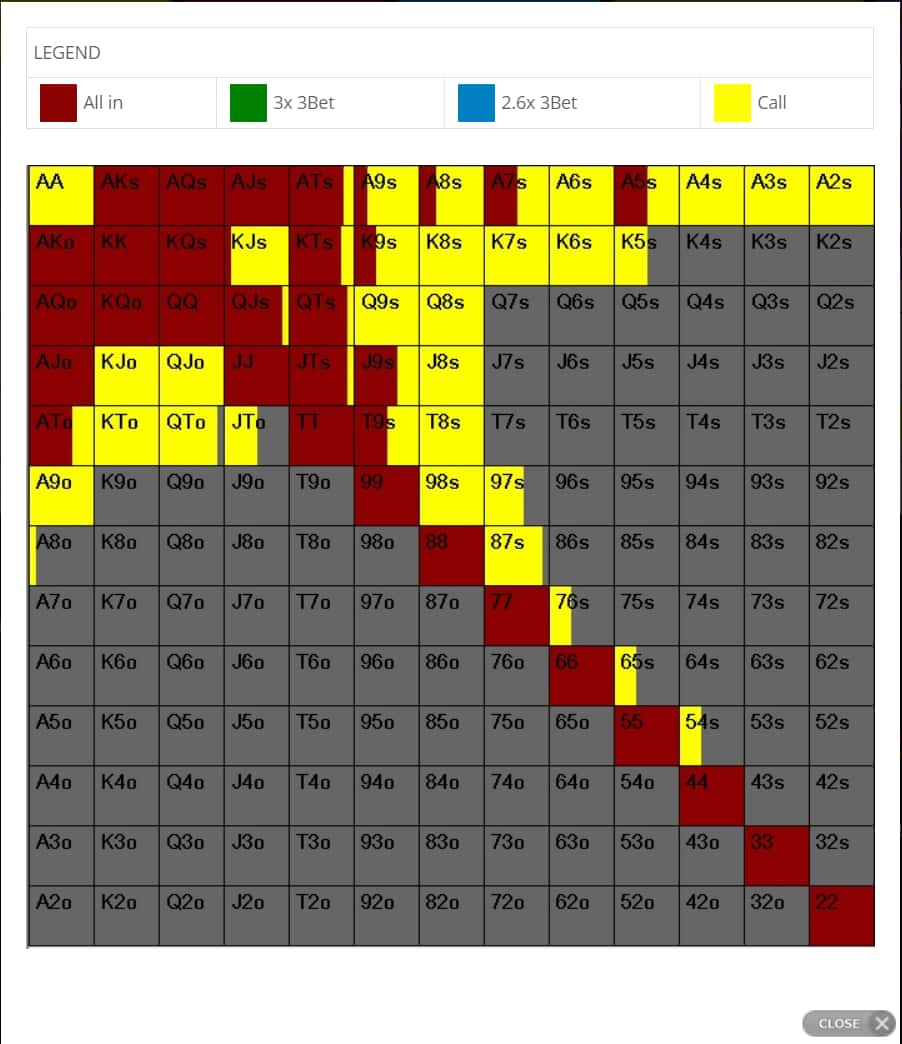 LEGEND
All in 3x 3Bet 2.6x 3Bet Call
AA AKs AQs AJs ATs A9s A8s A7s A6s A5s A4s A3s A2s
AKo KK KQs KJs KTs K9s K8s K7s K6s K5s K4s K3s K2s
AQo KQo QQ QJs QTs Q9s Q8s Q7s Q6s Q5s Q4s Q3s Q2s
AJo KJo QJo JJ JTs J9s J8s J7s J6s J5s J4s J3s J2s
ATo KTo QTo JTo TT T9s T8s T7s T6s T5s T4s T3s T2s
A9o K9o Q9o J9o T9o 99 98s 97s 96s 95s 94s 93s 92s
A8o K8o Q8o J8o T8o 98o 88 87s 86s 85s 84s 83s 82s
A7o K7o Q7o J7o T7o 97o 87o 77 76s 75s 74s 73s 72s
A6o K6o Q6o J6o T6o 96o 86o 76o 66 65s 64s 63s 62s
A5o K5o Q5o J5o T5o 95o 85o 75o 65o 55 54s 53s 52s
A4o K4o Q4o J4o T4o 94o 84o 74o 64o 54o 44 43s 42s
A3o K3o Q3o J3o T3o 93o 83o 73o 63o 53o 43o 33 32s
A2o K2o Q2o J2o T2o 92o 82o 72o 62o 52o 42o 32o 22
CLOSE